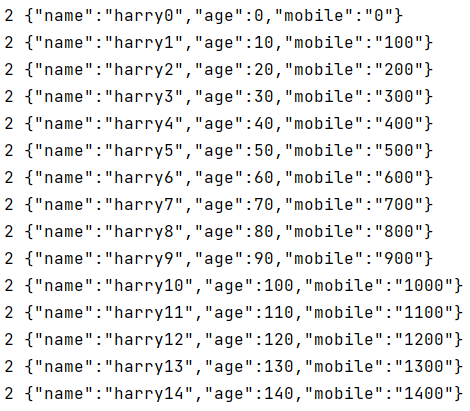 2 {"name":"harry0","age":0,"mobile":"0"}
2 {"name":"harry1","age":10,"mobile":"100"}
2 {"name":"harry2","age":20,"mobile":"200"}
2 {"name":"harry3","age":30,"mobile":"300"}
2 {"name":"harry4","age":40,"mobile":"400"}
2 {"name":"harry5","age":50,"mobile":"500"}
2 {"name":"harry6","age":60,"mobile":"600"}
2 {"name":"harry7","age":70,"mobile":"700"}
2 {"name":"harry8","age":80,"mobile":"800"}
2 {"name":"harry9","age":90,"mobile":"900"}
2 {"name":"harry10","age":100,"mobile":"1000"}
2 {"name":"harry11","age":110,"mobile":"1100"}
2 {"name":"harry12","age":120,"mobile":"1200"}
2 {"name":"harry13","age":130,"mobile":"1300"}
2 {"name":"harry14","age":140,"mobile":"1400"}